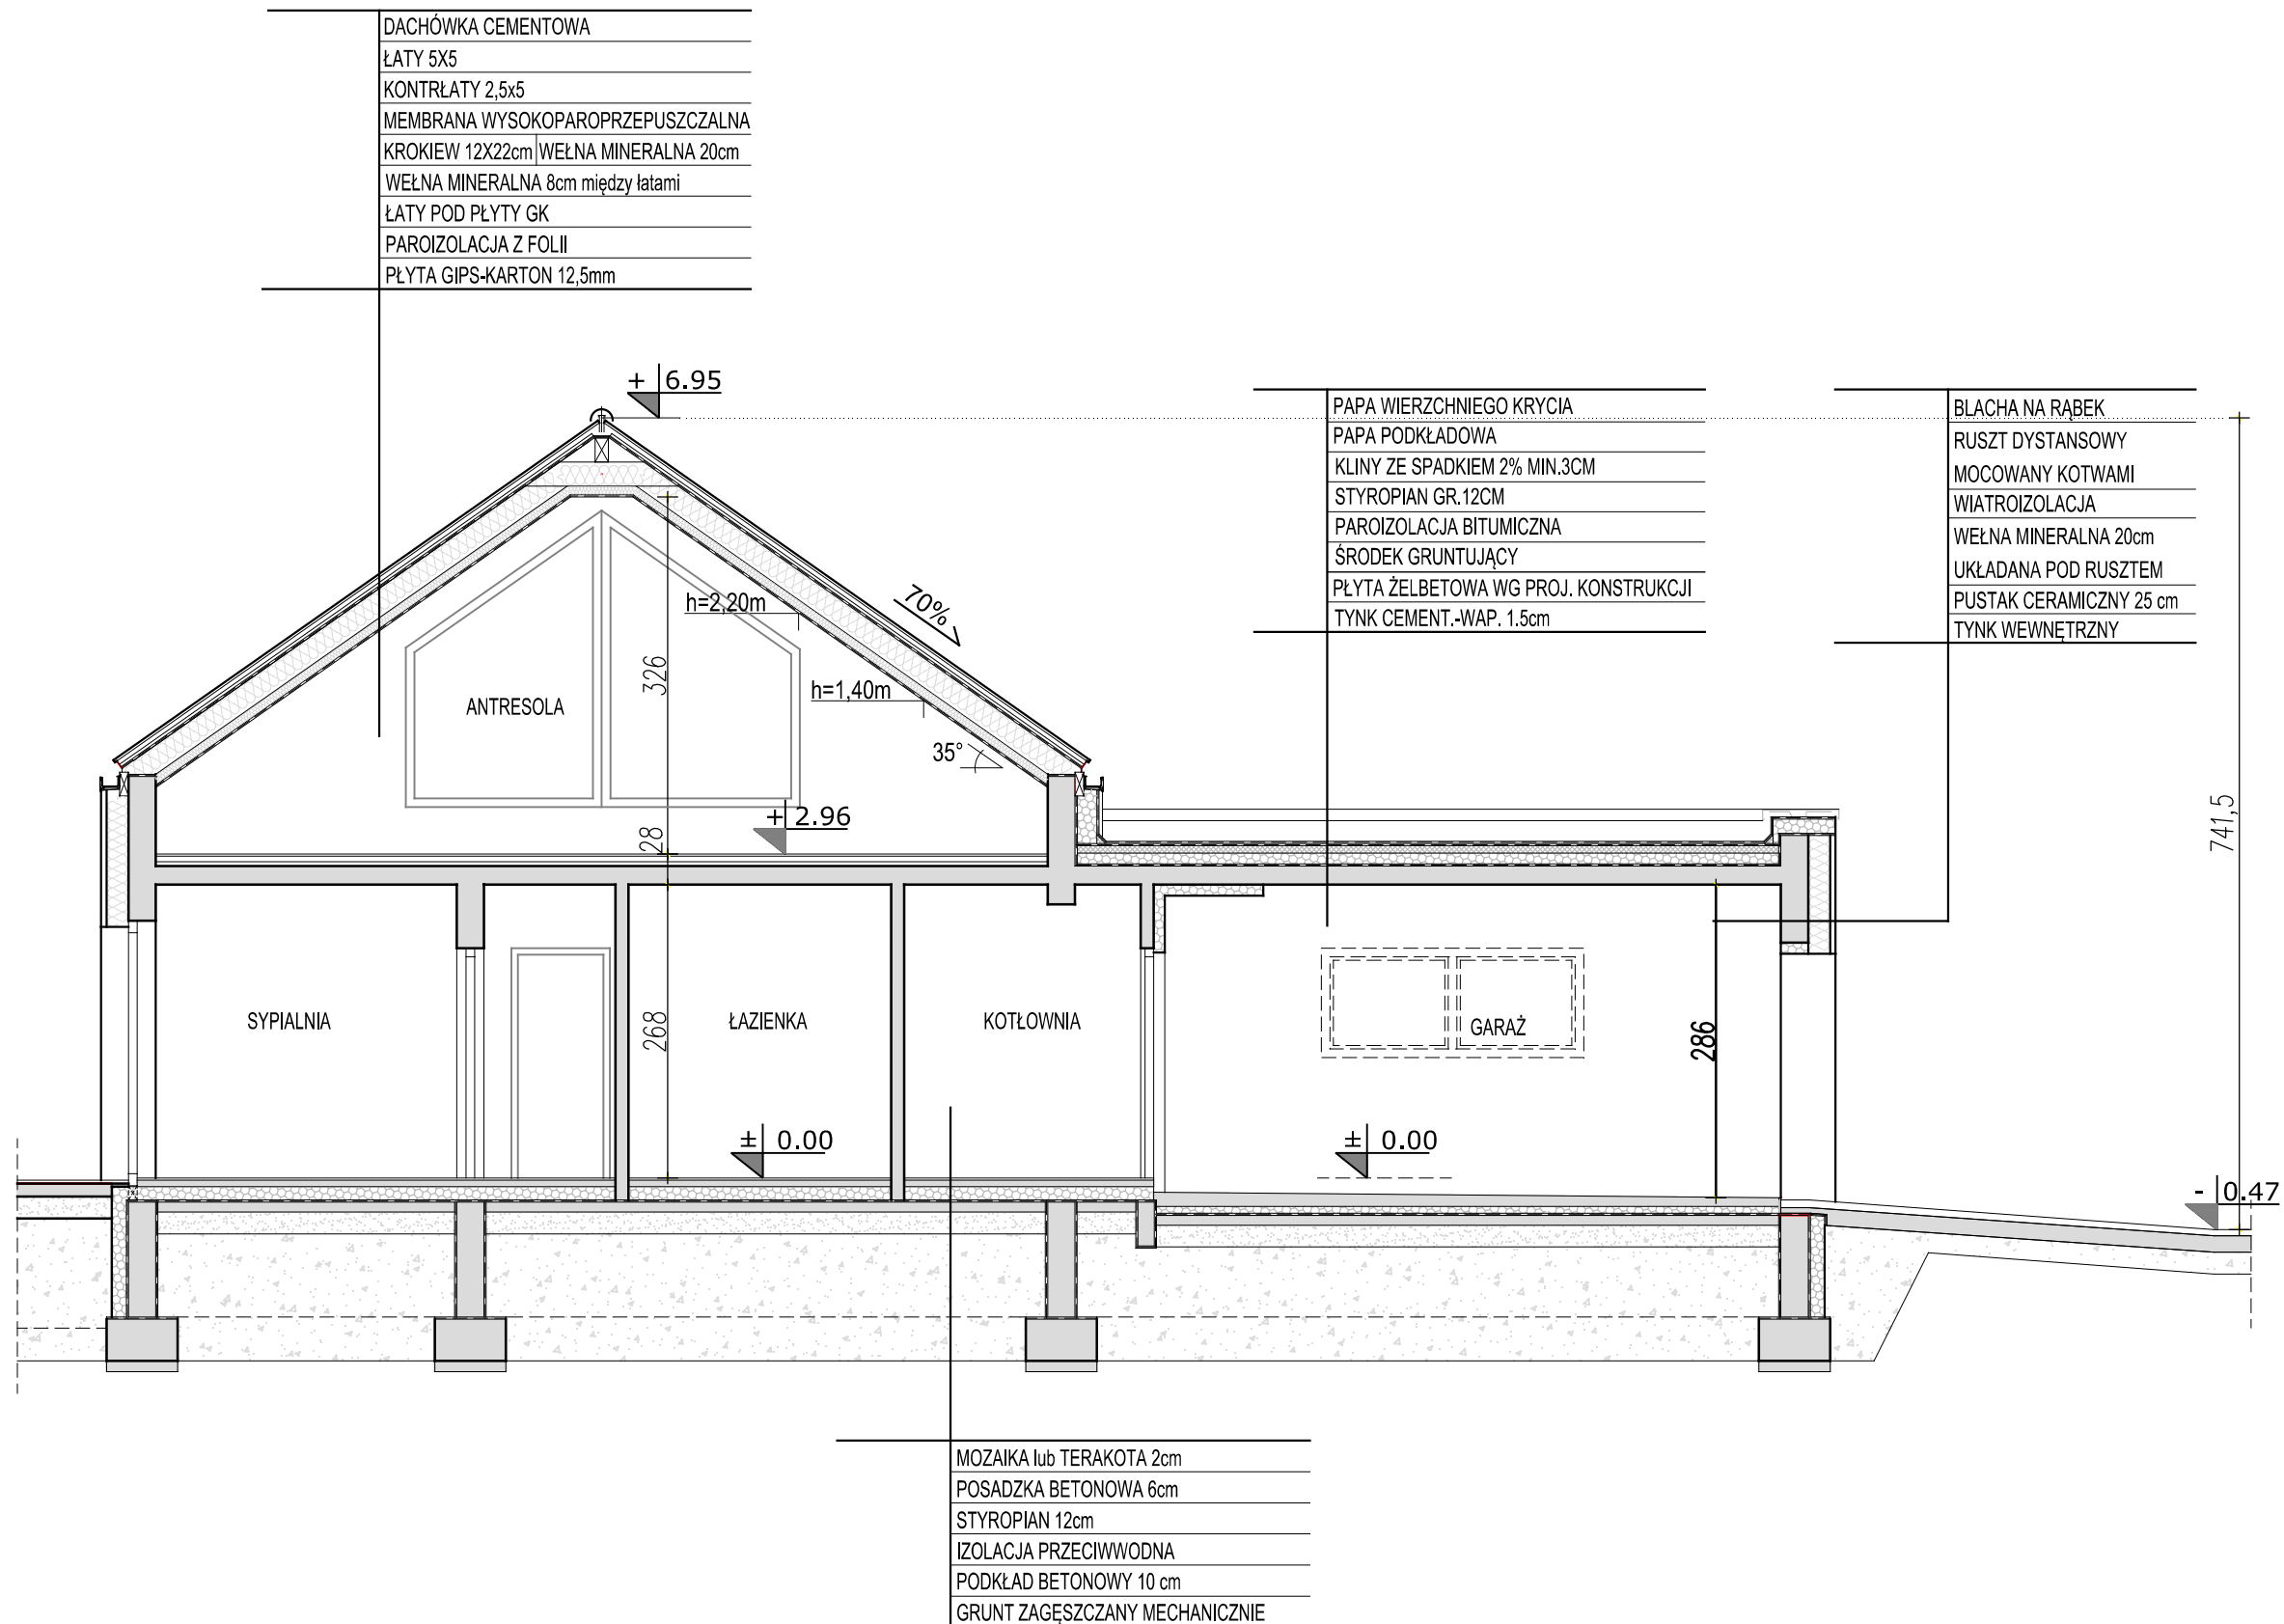 DACHÓWKA CEMENTOWA
ŁATY 5X5
KONTRŁATY 2,5x5
MEMBRANA WYSOKOPAROPRZEPUSZCZALNA
KROKIEW 12X22cm WEŁNA MINERALNA 20cm
WEŁNA MINERALNA 8cm między łatami
ŁATY POD PŁYTY GK
PAROIZOLACJA Z FOLII
PŁYTA GIPS-KARTON 12,5mm
+ 6.95
PAPA WIERZCHNIEGO KRYCIA
PAPA PODKŁADOWA
KLINY ZE SPADKIEM 2% MIN.3CM
STYROPIAN GR.12CM
PAROIZOLACJA BITUMICZNA
ŚRODEK GRUNTUJĄCY
PŁYTA ŻELBETOWA WG PROJ. KONSTRUKCJI
TYNK CEMENT.-WAP. 1.5cm
BLACHA NA RĄBEK
RUSZT DYSTANSOWY
MOCOWANY KOTWAMI
WIATROIZOLACJA
WEŁNA MINERALNA 20cm
UKŁADANA POD RUSZTEM
PUSTAK CERAMICZNY 25 cm
TYNK WEWNĘTRZNY
70%
h=2,20m
326
h=1,40m
ANTRESOLA
35°
+ 2.96
28
741,5
SYPIALNIA
268
ŁAZIENKA
KOTŁOWNIA
GARAŻ
286
± 0.00
± 0.00
- 0.47
MOZAIKA lub TERAKOTA 2cm
POSADZKA BETONOWA 6cm
STYROPIAN 12cm
IZOLACJA PRZECIWWODNA
PODKŁAD BETONOWY 10 cm
GRUNT ZAGĘSZCZANY MECHANICZNIE